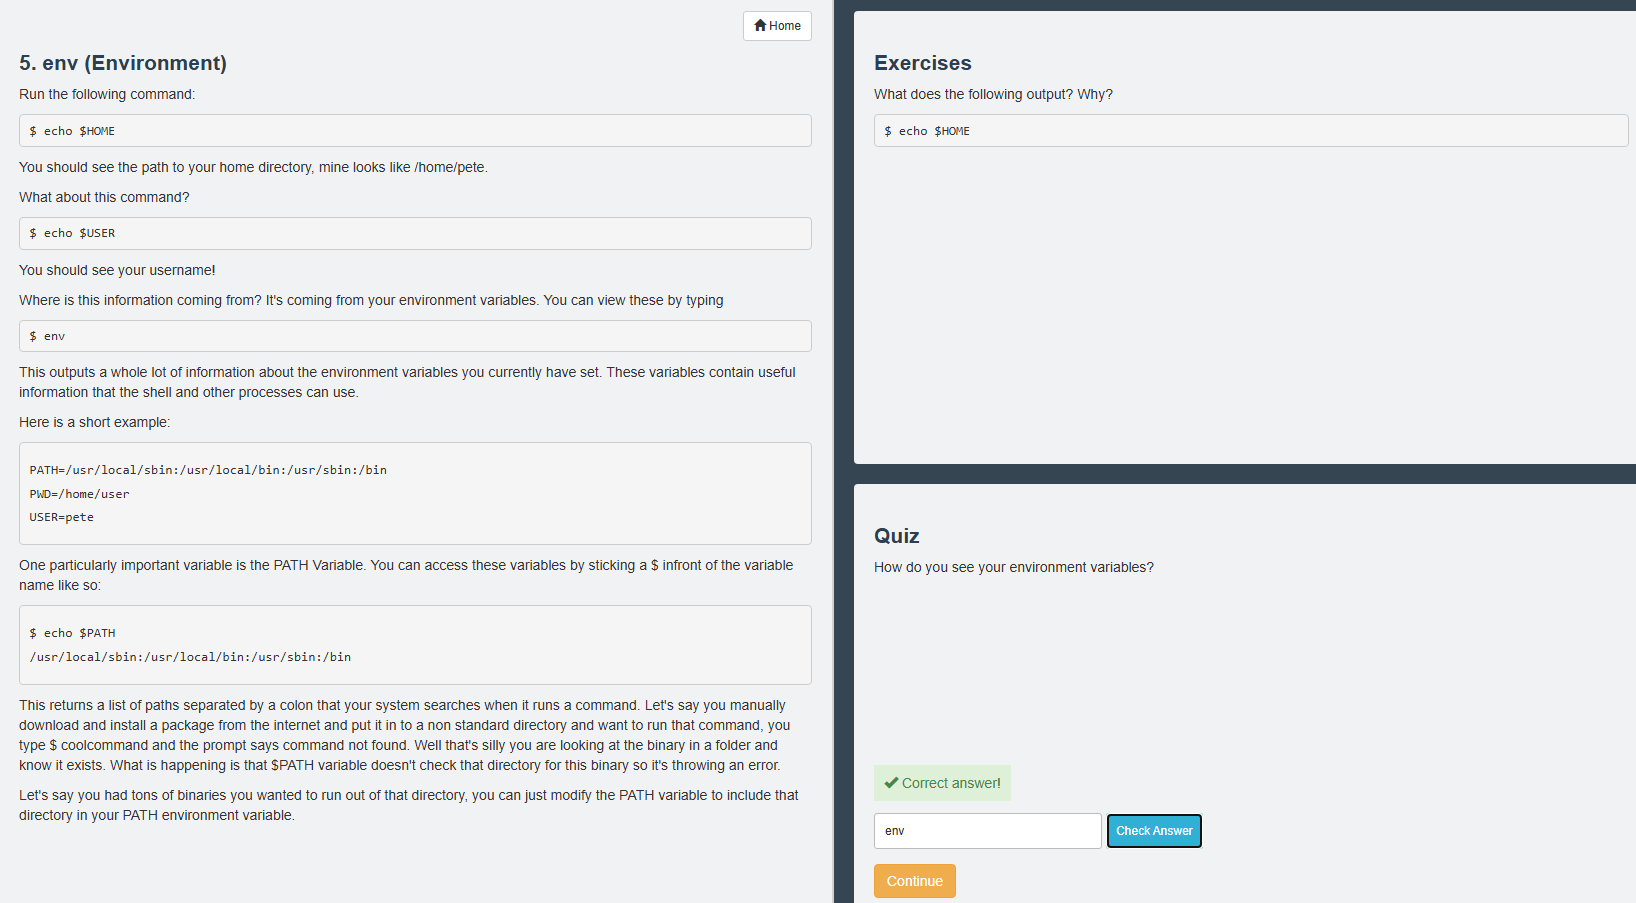 Home
5. env (Environment)
Run the following command:
$ echo $HOME
You should see the path to your home directory, mine looks like /home/pete.
What about this command?
$ echo $USER
You should see your username!
Where is this information coming from? It's coming from your environment variables. You can view these by typing
$ env
This outputs a whole lot of information about the environment variables you currently have set. These variables contain useful
information that the shell and other processes can use.
Here is a short example:
PATH=/usr/local/sbin:/usr/local/bin:/usr/sbin:/bin
PWD=/home/user
USER=pete
One particularly important variable is the PATH Variable. You can access these variables by sticking a $ infront of the variable
name like so:
$ echo $PATH
/usr/local/sbin:/usr/local/bin:/usr/sbin:/bin
This returns a list of paths separated by a colon that your system searches when it runs a command. Let's say you manually
download and install a package from the internet and put it in to a non standard directory and want to run that command, you
type $ coolcommand and the prompt says command not found. Well that's silly you are looking at the binary in a folder and
know it exists. What is happening is that $PATH variable doesn't check that directory for this binary so it's throwing an error.
Let's say you had tons of binaries you wanted to run out of that directory, you can just modify the PATH variable to include that
directory in your PATH environment variable.
Exercises
What does the following output? Why?
$ echo $HOME
Quiz
How do you see your environment variables?
Correct answer!
env
Check Answer
Continue